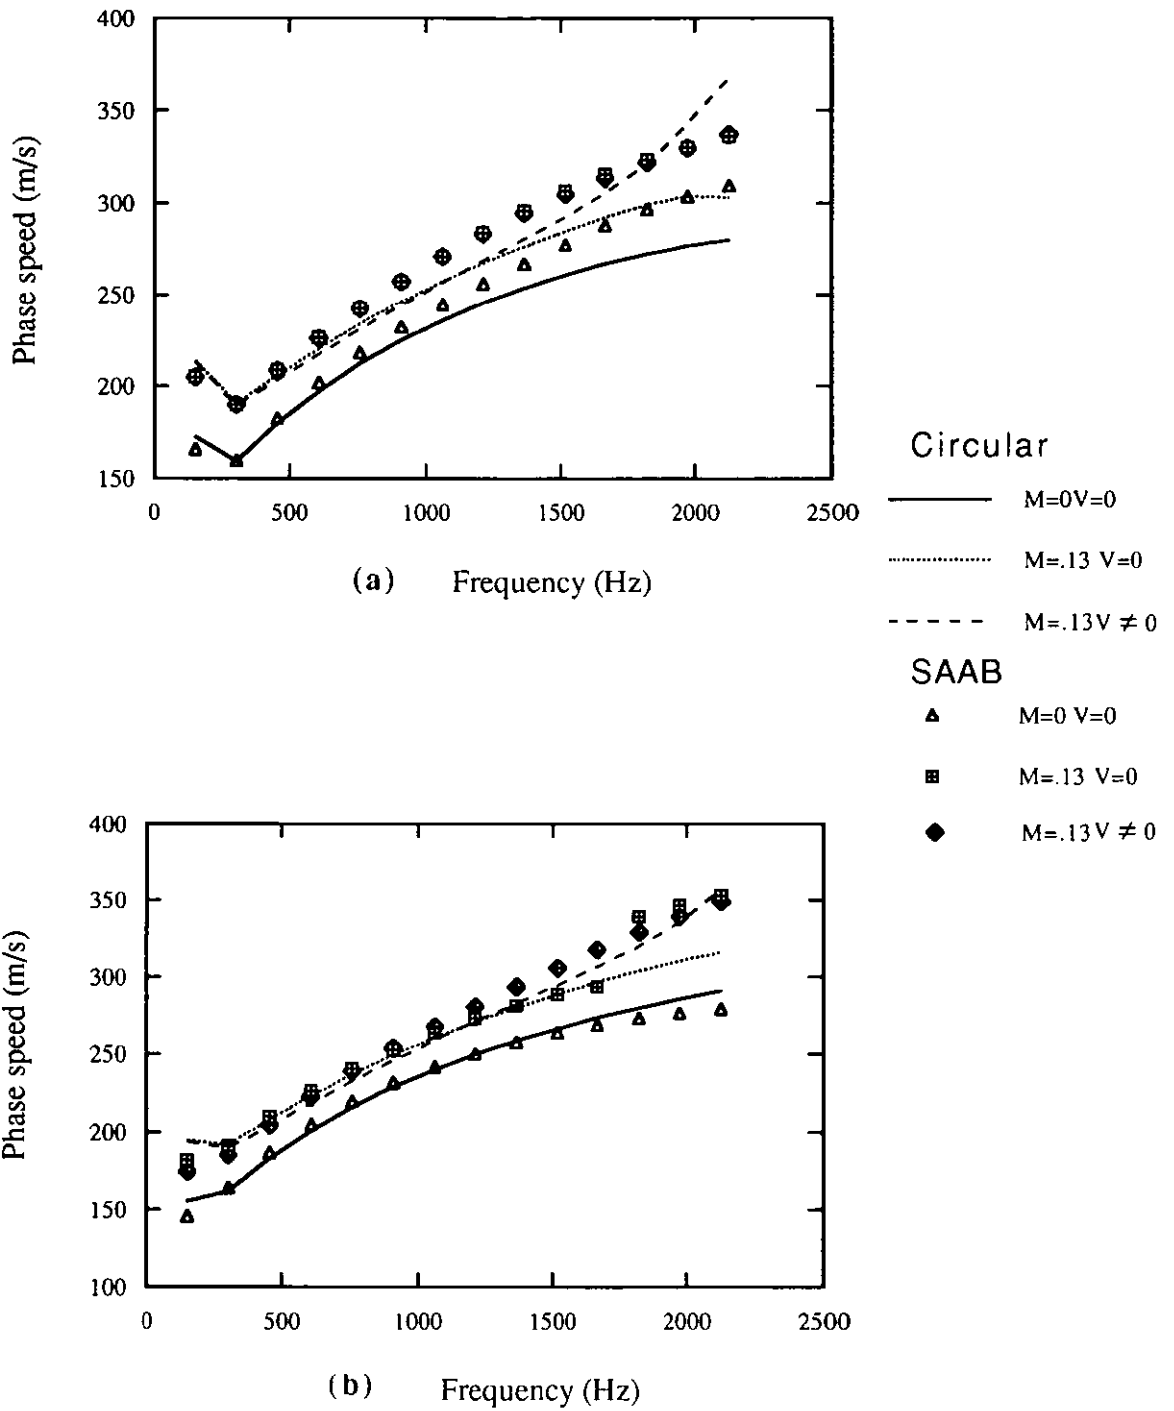 400
350
300
250
200
150
Phase speed (m/s)
0 500 1000 1500 2000 2500
(a) Frequency (Hz)
Circular
M=0V=0
M=.13 V=0
M=.13V ≠ 0
SAAB
M=0 V=0
M=.13 V=0
M=.13V ≠ 0
400
350
300
250
200
150
100
Phase speed (m/s)
0 500 1000 1500 2000 2500
(b) Frequency (Hz)